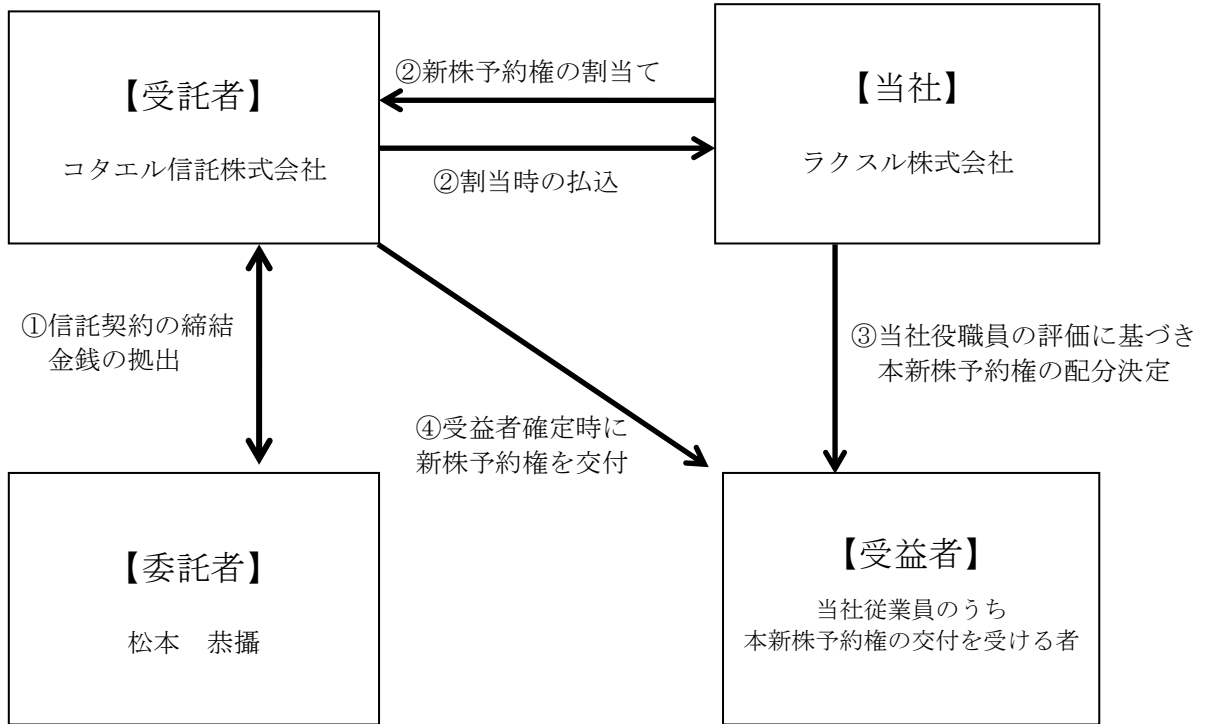 【受託者】
コタエル信託株式会社
②新株予約権の割当て
②割当時の払込
【当社】
ラクスル株式会社
①信託契約の締結
金銭の拠出
③当社役職員の評価に基づき
本新株予約権の配分決定
④受益者確定時に
新株予約権を交付
【委託者】
松本　恭攝
【受益者】
当社従業員のうち
本新株予約権の交付を受ける者